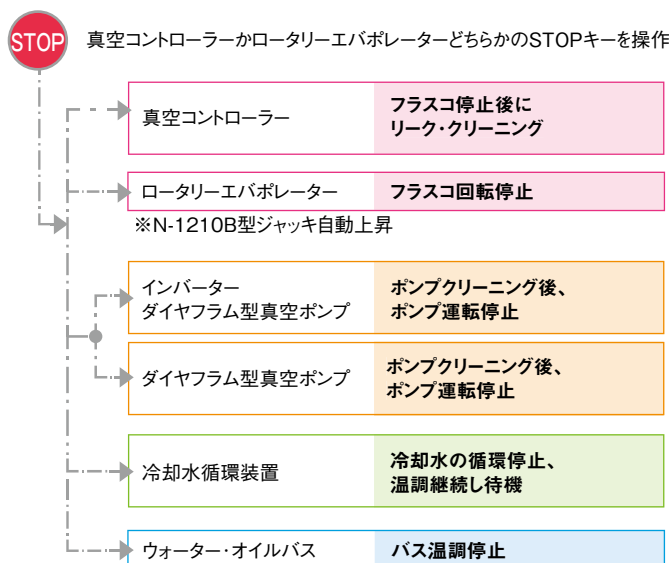 STOP
真空コントローラーかロータリーエバポレーターどちらかのSTOPキーを操作
真空コントローラー
フラスコ停止後に
リーク・クリーニング
ロータリーエバポレーター
フラスコ回転停止
※N-1210B型ジャッキ自動上昇
インバーター
ダイヤフラム型真空ポンプ
ポンプクリーニング後、
ポンプ運転停止
ダイヤフラム型真空ポンプ
ポンプクリーニング後、
ポンプ運転停止
冷却水循環装置
冷却水の循環停止、
温調継続し待機
ウォーター・オイルバス
バス温調停止